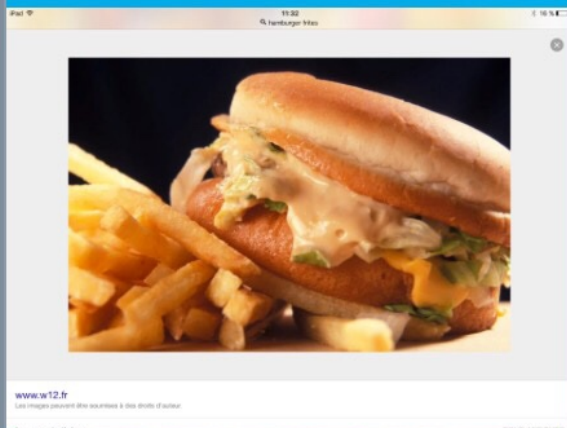 iPad
11:32
16 %
hamburger frites
www.w12.fr
Les images peuvent être soumises à des droits d'auteur.